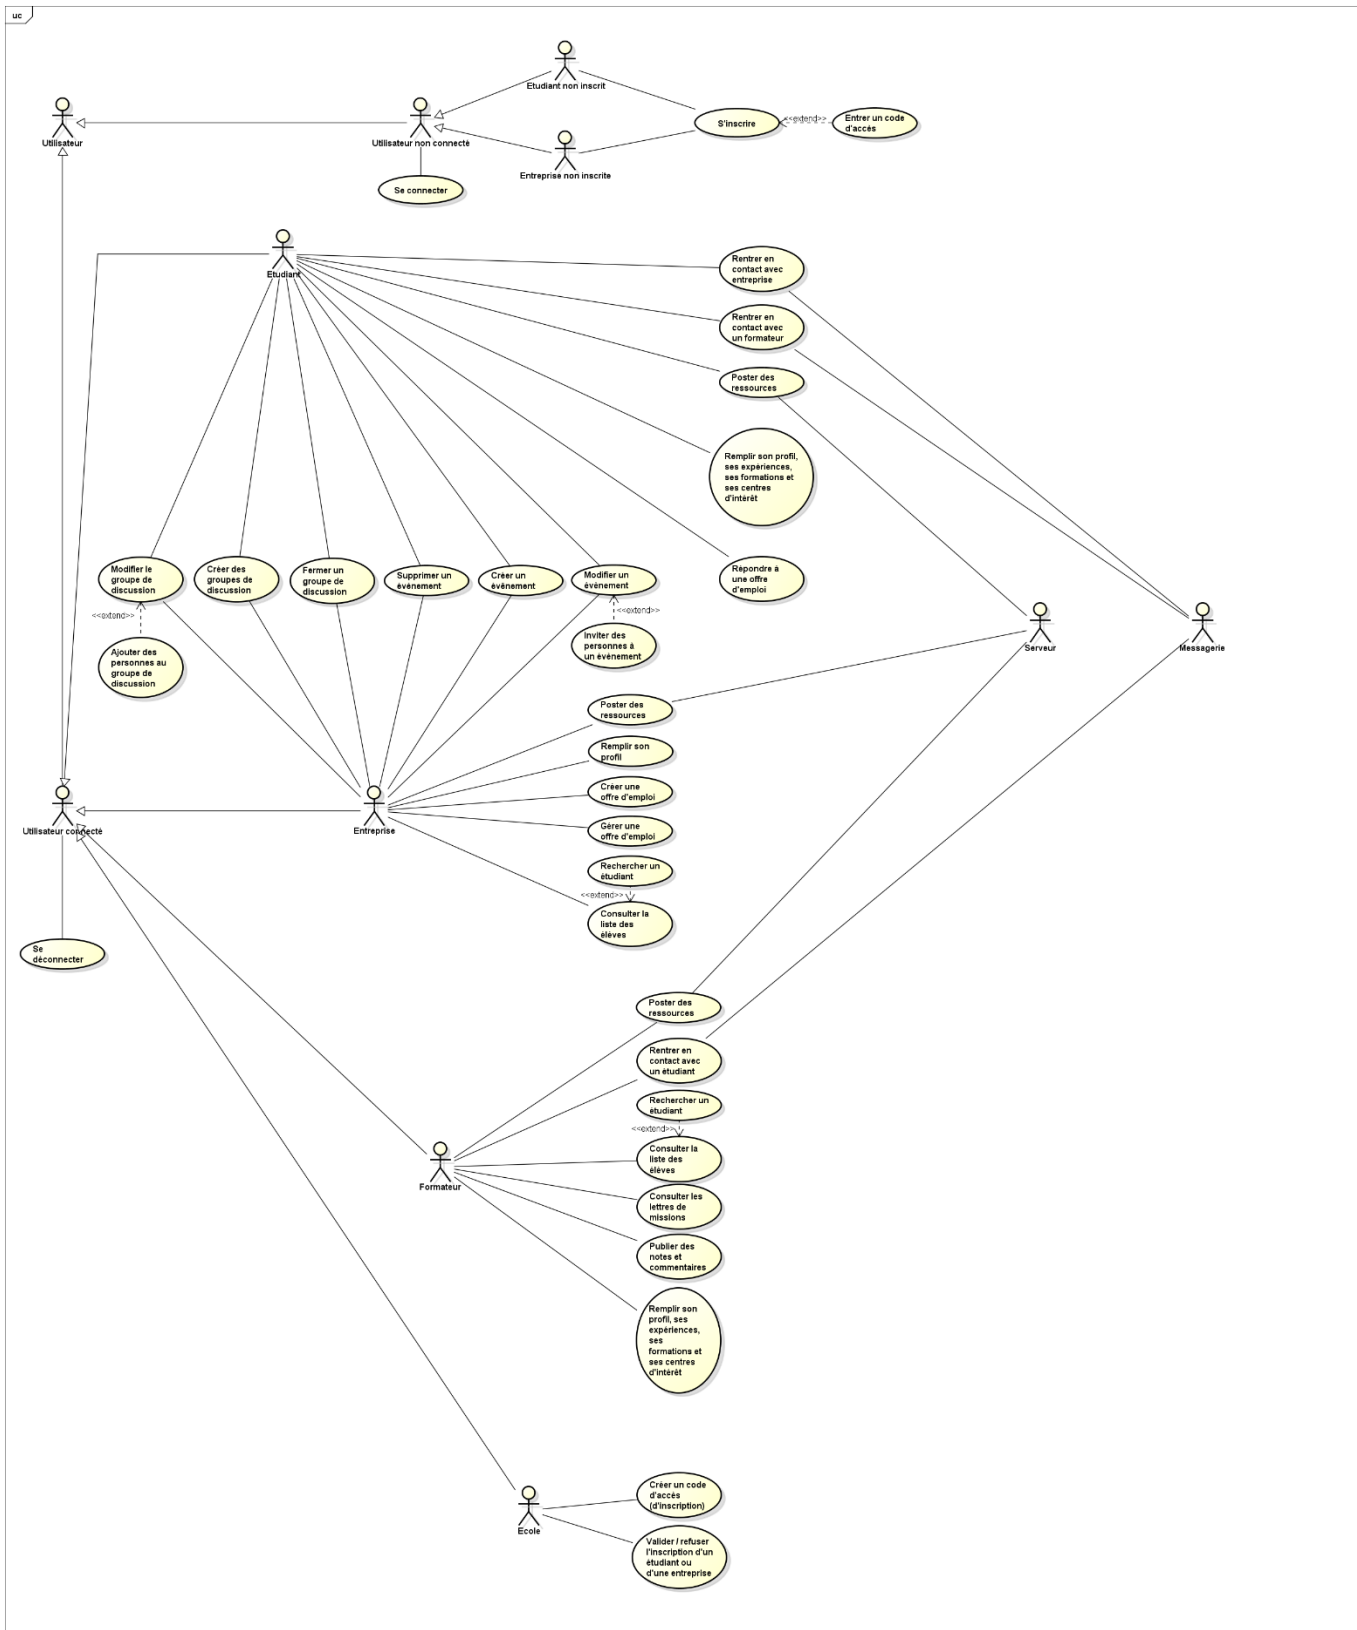 uc
Etudiant non inscrit
Utilisateur
Utilisateur non connecté
S'inscrire
<<extend>>
Entrer un code
d'accès
Entreprise non inscrite
Se connecter
Etudiant
Rentrer en
contact avec
entreprise
Rentrer en
contact avec
un formateur
Poster des
ressources
Remplir son profil,
ses expériences,
ses formations et
ses centres
d'intérêt
Modifier le
groupe de
discussion
Créer des
groupes de
discussion
Fermer un
groupe de
discussion
Supprimer un
évènement
Créer un
évènement
Modifier un
évènement
Répondre à
une offre
d'emploi
<<extend>>
<<extend>>
Ajouter des
personnes au
groupe de
discussion
Inviter des
personnes à
un évènement
Serveur
Messagerie
Poster des
ressources
Remplir son
profil
Créer une
offre d'emploi
Utilisateur connecté
Entreprise
Gérer une
offre d'emploi
Rechercher un
étudiant
<<extend>>
Consulter la
liste des
élèves
Se
déconnecter
Poster des
ressources
Rentrer en
contact avec
un étudiant
Rechercher un
étudiant
<<extend>>
Consulter la
liste des
élèves
Formateur
Consulter les
lettres de
missions
Publier des
notes et
commentaires
Remplir son
profil, ses
expériences,
ses
formations et
ses centres
d'intérêt
Créer un code
d'accès
(d'inscription)
Ecole
Valider / refuser
l'inscription d'un
étudiant ou
d'une entreprise